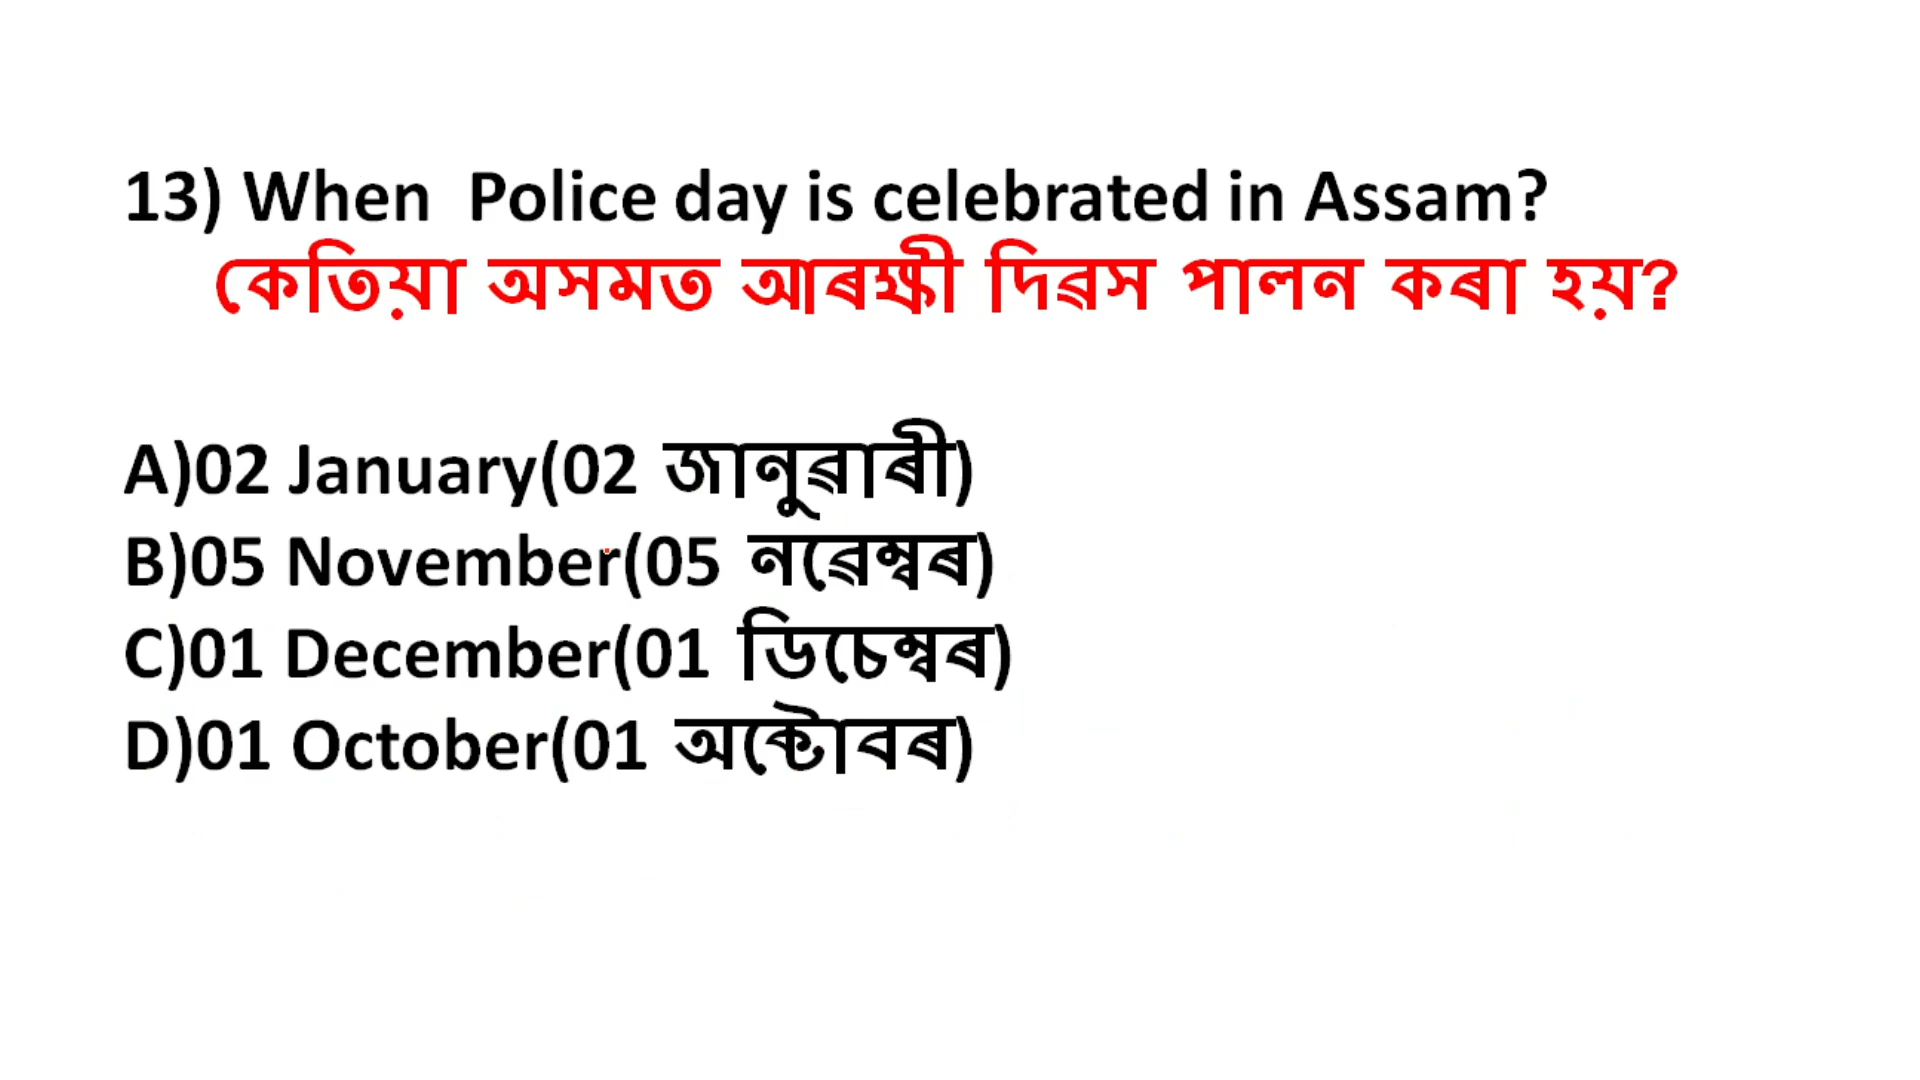 13) When Police day is celebrated in Assam?
কেতিয়া অসমত আৰক্ষী দিৱস পালন কৰা হয়?
A)02 January(02 জানুৱাৰী)
B)05 November(05 নৱেম্বৰ)
C)01 December(01 ডিচেম্বৰ)
D)01 October(01 অক্টোবৰ)